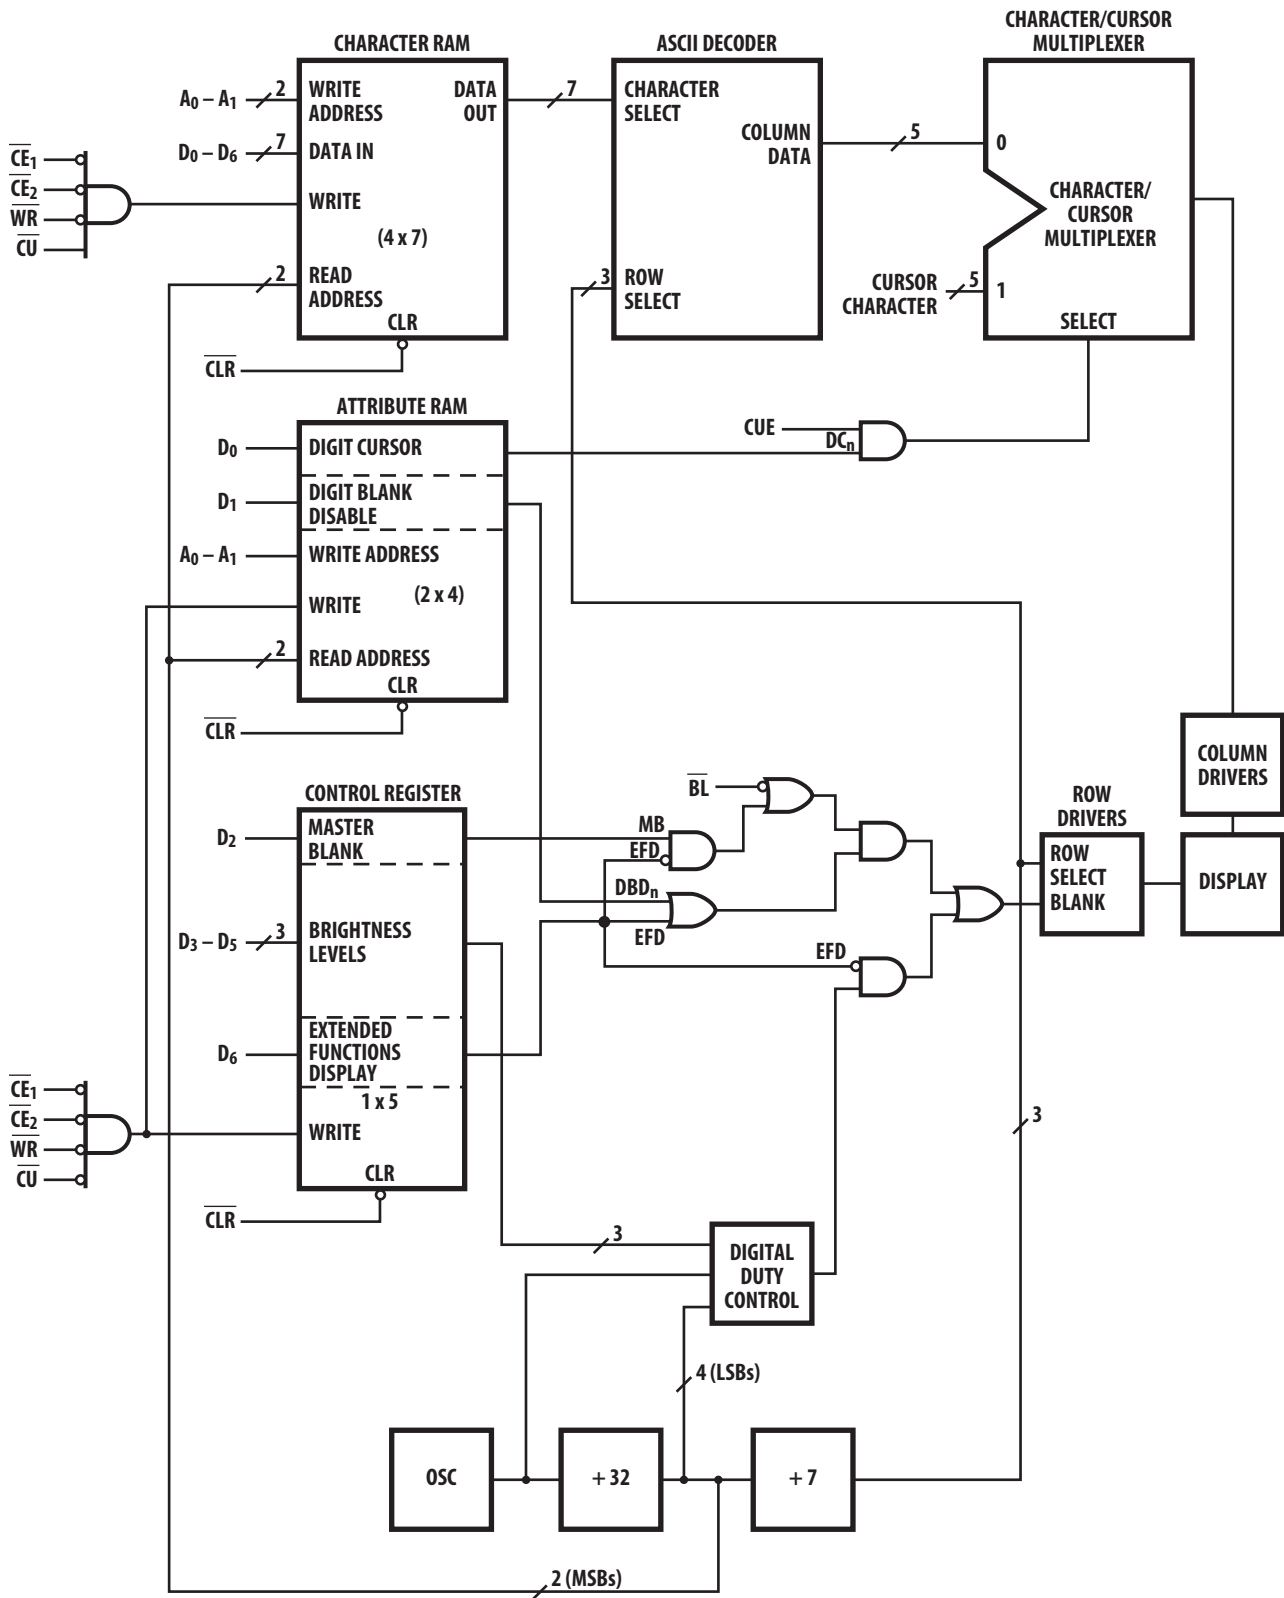 CHARACTER/CURSOR
MULTIPLEXER
CHARACTER RAM
ASCII DECODER
A0 – A1
2
WRITE
ADDRESS
DATA
OUT
7
CHARACTER
SELECT
D0 – D6
7
DATA IN
COLUMN
DATA
5
0
CE1
CE2
WR
CU
WRITE
(4 x 7)
CHARACTER/
CURSOR
MULTIPLEXER
2
READ
ADDRESS
3
ROW
SELECT
CURSOR
CHARACTER
5
1
CLR
SELECT
CLR
ATTRIBUTE RAM
D0
DIGIT CURSOR
CUE
DCn
D1
DIGIT BLANK
DISABLE
A0 – A1
WRITE ADDRESS
(2 x 4)
WRITE
2
READ ADDRESS
CLR
CLR
COLUMN
DRIVERS
CONTROL REGISTER
BL
ROW
DRIVERS
D2
MASTER
BLANK
MB
EFD
ROW
SELECT
BLANK
DISPLAY
DBDn
EFD
D3 – D5
3
BRIGHTNESS
LEVELS
EFD
D6
EXTENDED
FUNCTIONS
DISPLAY
1 x 5
CE1
CE2
WR
CU
WRITE
3
CLR
CLR
3
DIGITAL
DUTY
CONTROL
4 (LSBs)
OSC
+ 32
+ 7
2 (MSBs)